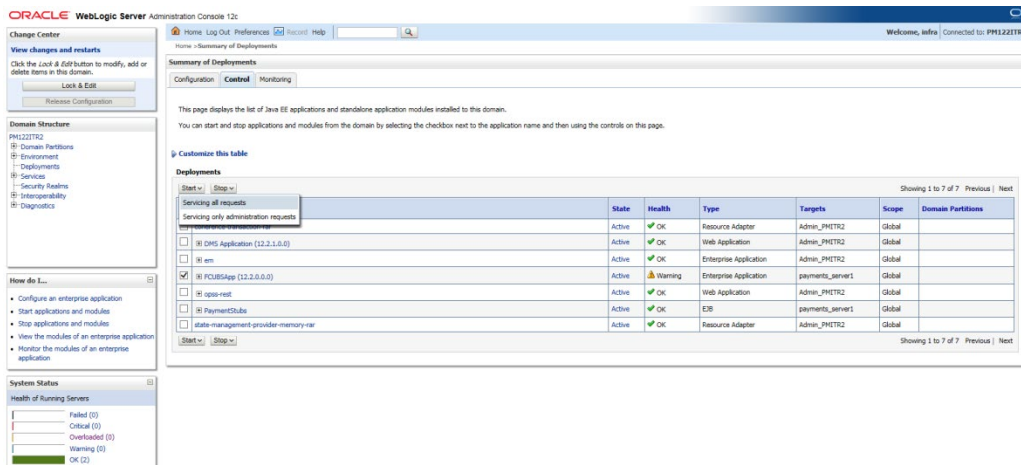 ORACLE WebLogic Server Administration Console 12c
Change Center
View changes and restarts
Click the Lock & Edit button to modify, add or
delete items in this domain.
Lock & Edit
Release Configuration
Domain Structure
PM122ITR2
Domain Partitions
Environment
Deployments
Services
Security Realms
Interoperability
Diagnostics
How do I...
Configure an enterprise application
Start applications and modules
Stop applications and modules
View the modules of an enterprise application
Monitor the modules of an enterprise
application
System Status
Health of Running Servers
Failed (0)
Critical (0)
Overloaded (0)
Warning (0)
OK (2)
Home Log Out Preferences Record Help
Welcome, infra Connected to: PM122ITR
Home >Summary of Deployments
Summary of Deployments
Configuration Control Monitoring
This page displays the list of Java EE applications and standalone application modules installed to this domain.
You can start and stop applications and modules from the domain by selecting the checkbox next to the application name and then using the controls on this page.
Customize this table
Deployments
Start Stop Showing 1 to 7 of 7 Previous | Next
Servicing all requests
Servicing only administration requests
State Health Type Targets Scope Domain Partitions
conference-transaction-rar Active OK Resource Adapter Admin_PMITR2 Global
DMS Application (12.2.1.0.0) Active OK Web Application Admin_PMITR2 Global
em Active OK Enterprise Application Admin_PMITR2 Global
FCUBSApp (12.2.0.0.0) Active Warning Enterprise Application payments_server1 Global
opss-rest Active OK Web Application Admin_PMITR2 Global
PaymentStubs Active OK EJB payments_server1 Global
state-management-provider-memory-rar Active OK Resource Adapter Admin_PMITR2 Global
Start Stop Showing 1 to 7 of 7 Previous | Next